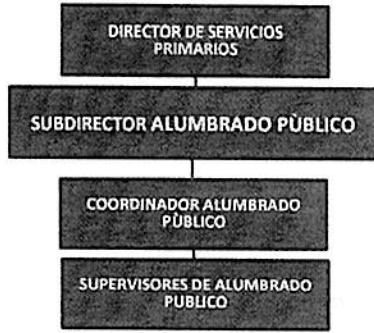 DIRECTOR DE SERVICIOS
PRIMARIOS
SUBDIRECTOR ALUMBRADO PÙBLICO
COORDINADOR ALUMBRADO
PÙBLICO
SUPERVISORES DE ALUMBRADO
PUBLICO